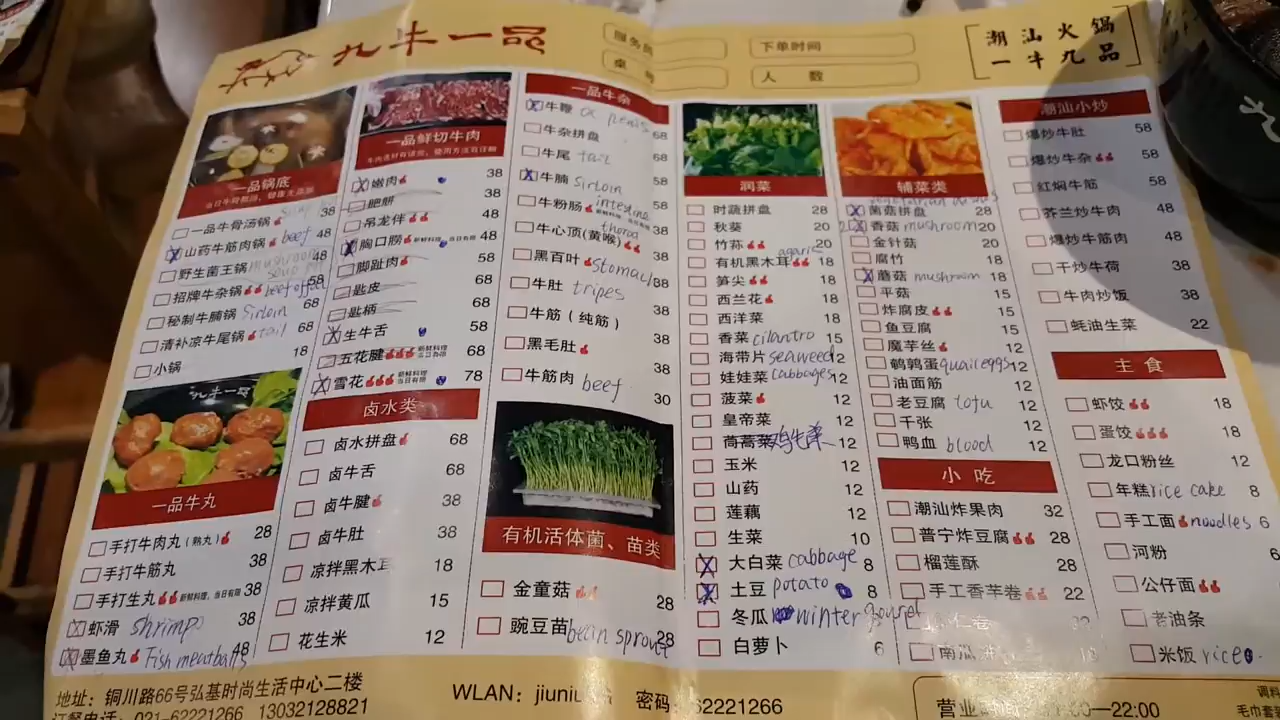 九牛一品
下单时间
人 数
潮汕火锅
一牛九品
一品锅底
一品牛骨汤锅 38
山药牛筋肉锅 beef 48
野生菌王锅 mushroom 48
招牌牛杂锅 beef offal
秘制牛腩锅 Sirloin 68
清补凉牛尾锅 tail 68
小锅 18
一品牛丸
手打牛肉丸(熟丸) 28
手打牛筋丸 38
手打生丸 38
虾滑 shrimp 38
墨鱼丸 Fish meatballs 48
一品鲜切牛肉
嫩肉 38
肥胼 38
吊龙伴 48
胸口朥 48
脚趾肉 58
匙皮 68
匙柄 68
生牛舌 58
五花腱 68
雪花 78
卤水类
卤水拼盘 68
卤牛舌 68
卤牛腱 38
卤牛肚 38
凉拌黑木耳 18
凉拌黄瓜 15
花生米 12
一品牛杂
牛鞭 ox penis 68
牛杂拼盘 68
牛尾 tail 68
牛腩 Sirloin 58
牛粉肠 intestine 58
牛心顶(黄喉) 38
黑百叶 stomach 38
牛肚 tripes 38
牛筋(纯筋) 38
黑毛肚 38
牛筋肉 beef 30
有机活体菌、苗类
金童菇 28
豌豆苗 bean sprout 28
涮菜
时蔬拼盘 28
秋葵 20
竹荪 20
有机黑木耳 agaric 18
笋尖 18
西兰花 18
西洋菜 18
香菜 cilantro 15
海带片 seaweed 12
娃娃菜 cabbages 12
菠菜 12
皇帝菜 12
茼蒿菜 12
玉米 12
山药 12
莲藕 12
生菜 10
大白菜 cabbage 8
土豆 potato 8
冬瓜 winter gourd
白萝卜 6
辅菜类
菌菇拼盘 28
香菇 mushroom 20
金针菇 20
腐竹 18
蘑菇 mushroom 18
平菇 15
炸腐皮 15
鱼豆腐 15
魔芋丝 12
鹌鹑蛋 quail eggs 12
油面筋 12
老豆腐 tofu 12
千张 12
鸭血 blood 12
小吃
潮汕炸果肉 32
普宁炸豆腐 28
榴莲酥 28
手工香芋卷 22
潮汕小炒
爆炒牛肚 58
爆炒牛杂 58
红焖牛筋 58
芥兰炒牛肉 48
爆炒牛筋肉 48
干炒牛荷 38
牛肉炒饭 38
蚝油生菜 22
主食
虾饺 18
蛋饺 18
龙口粉丝 12
年糕 rice cake 8
手工面 noodles 6
河粉 6
公仔面
老油条
米饭 rice
地址:铜川路66号弘基时尚生活中心二楼
订餐电话:021-62221266 13032128821
WLAN: jiuniu
密码 62221266
营业时间 —22:00